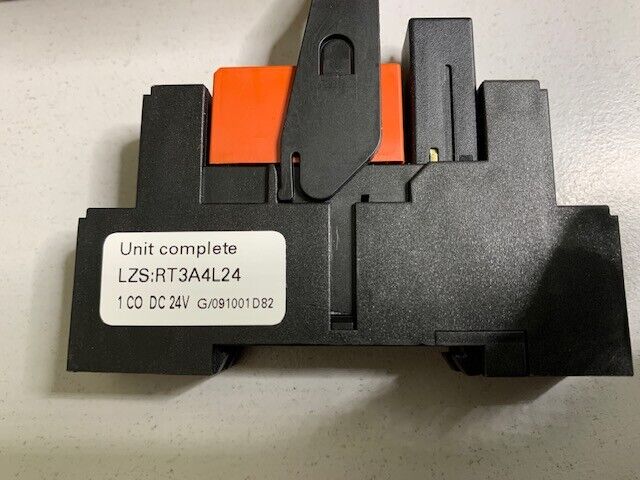 Unit complete
LZS:RT3A4L24
1 CO DC 24V G/091001D82